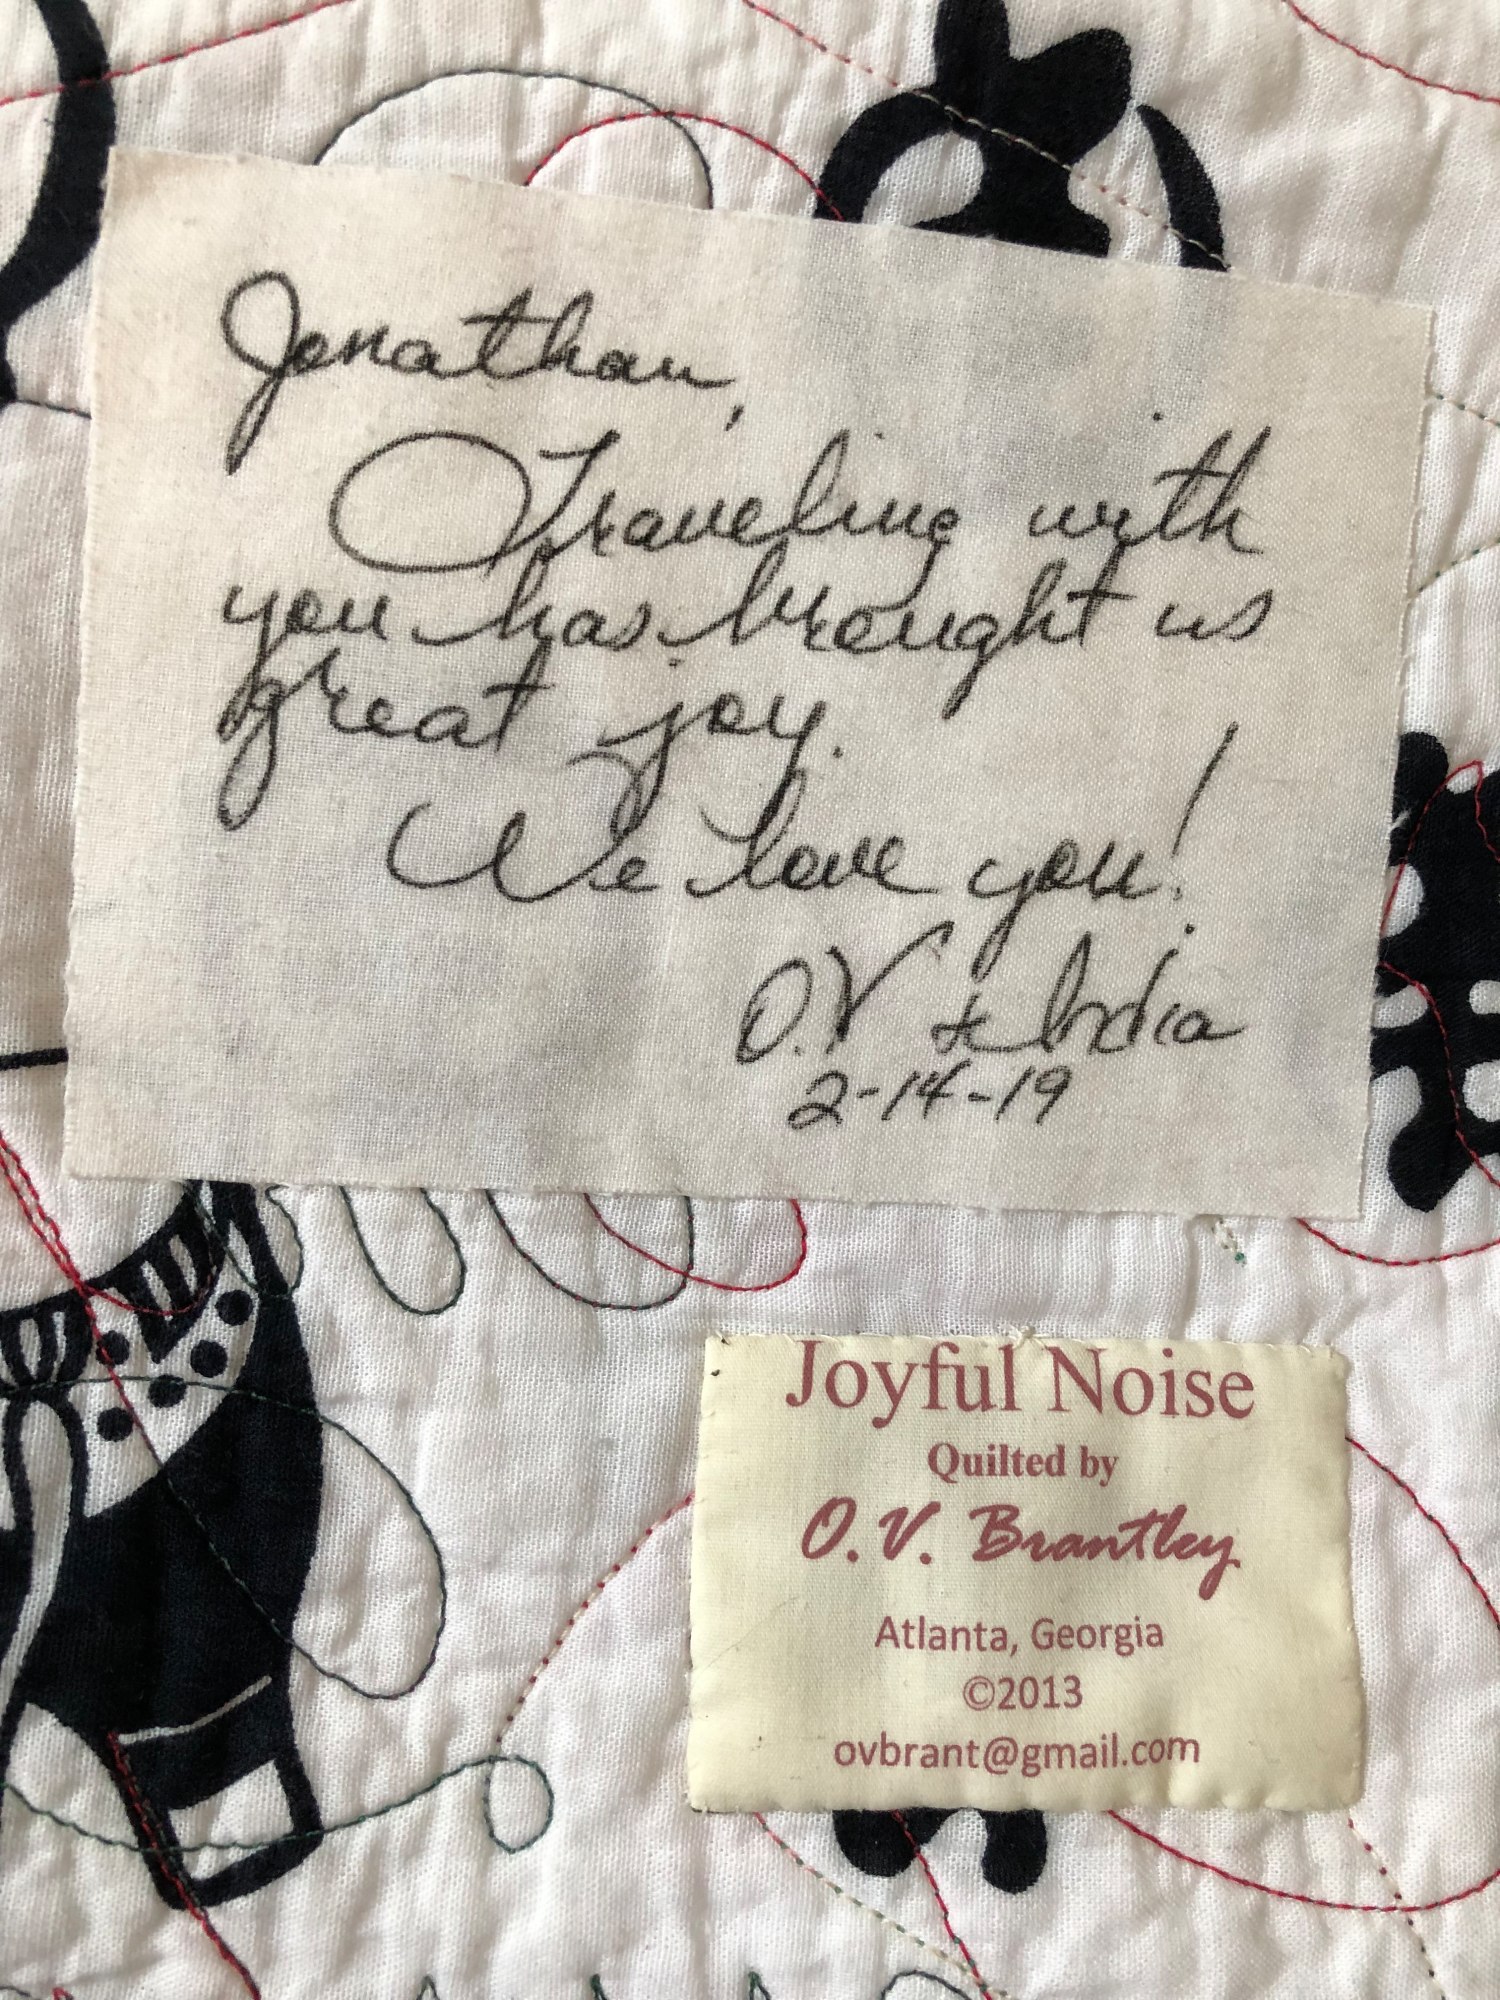 Jonathan,
Traveling with
you has brought us
great joy.
We love you!
O.V & India
2-14-19
Joyful Noise
Quilted by
O.V. Brantley
Atlanta, Georgia
©2013
ovbrant@gmail.com